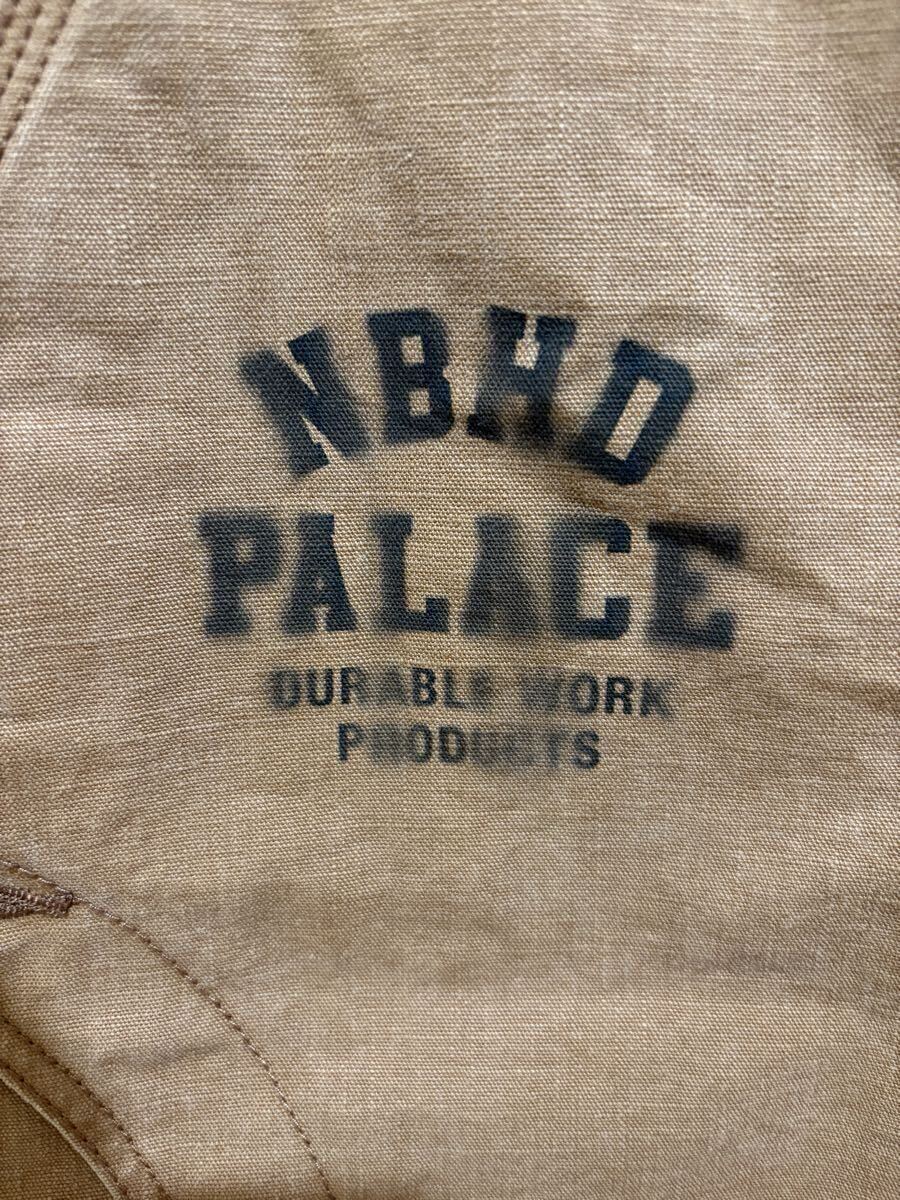 NBHD
PALACE
DURABLE WORK
PRODUCTS